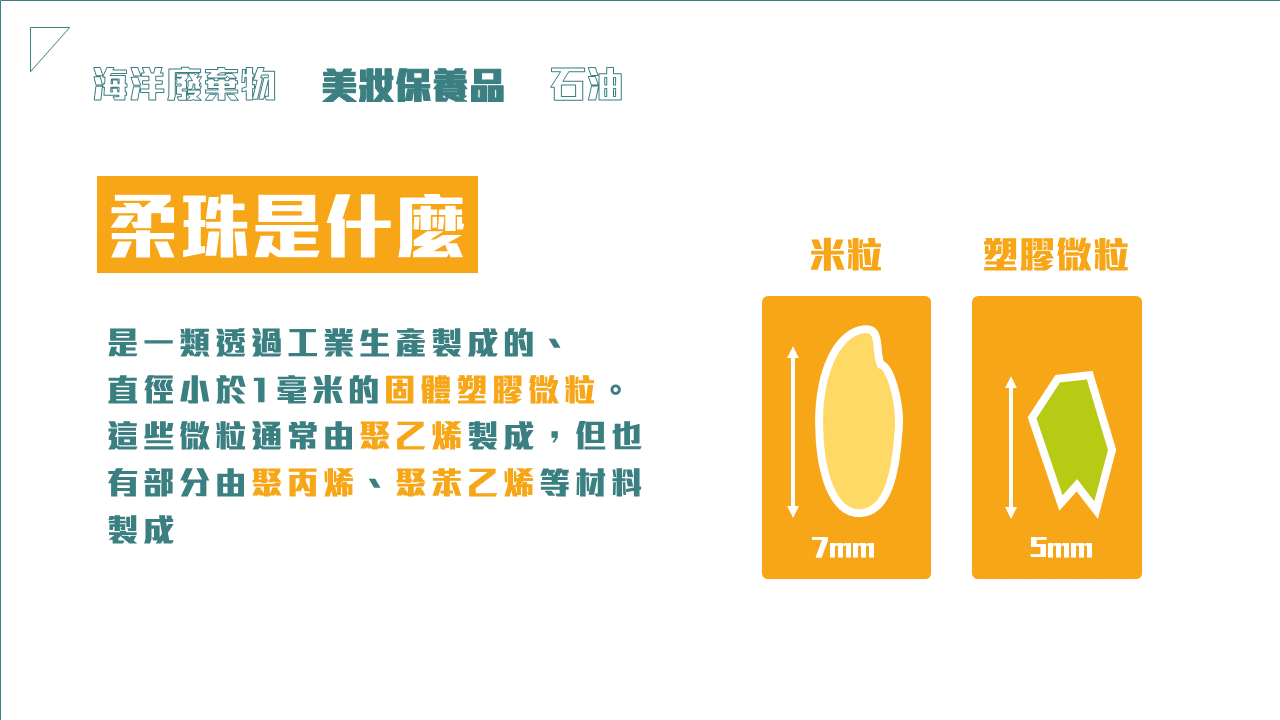 海洋廢棄物 美妝保養品 石油
柔珠是什麼
是一類透過工業生產製成的、
直徑小於1毫米的固體塑膠微粒。
這些微粒通常由聚乙烯製成，但也
有部分由聚丙烯、聚苯乙烯等材料
製成
米粒
塑膠微粒
7mm
5mm